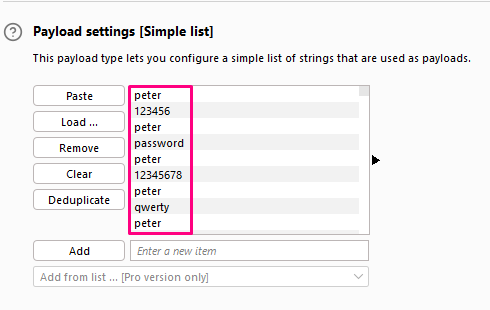 Payload settings [Simple list]
This payload type lets you configure a simple list of strings that are used as payloads.
Paste
Load ...
Remove
Clear
Deduplicate
peter
123456
peter
password
peter
12345678
peter
qwerty
peter
Add
Enter a new item
Add from list ... [Pro version only]